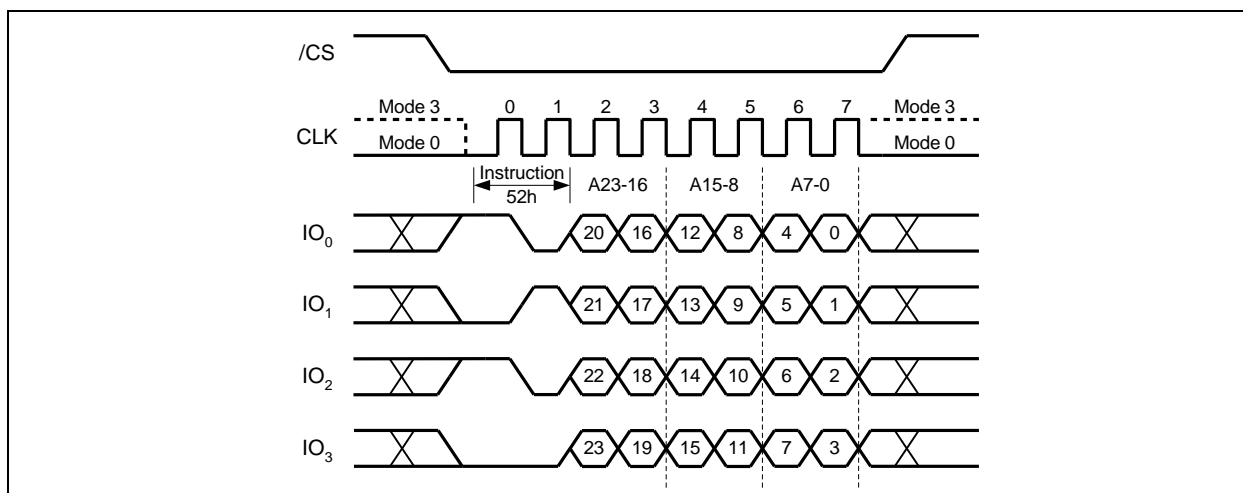 /CS
Mode 3 0 1 2 3 4 5 6 7 Mode 3
CLK
Mode 0 Mode 0
Instruction A23-16 A15-8 A7-0
52h
IO0 20 16 12 8 4 0
IO1 21 17 13 9 5 1
IO2 22 18 14 10 6 2
IO3 23 19 15 11 7 3